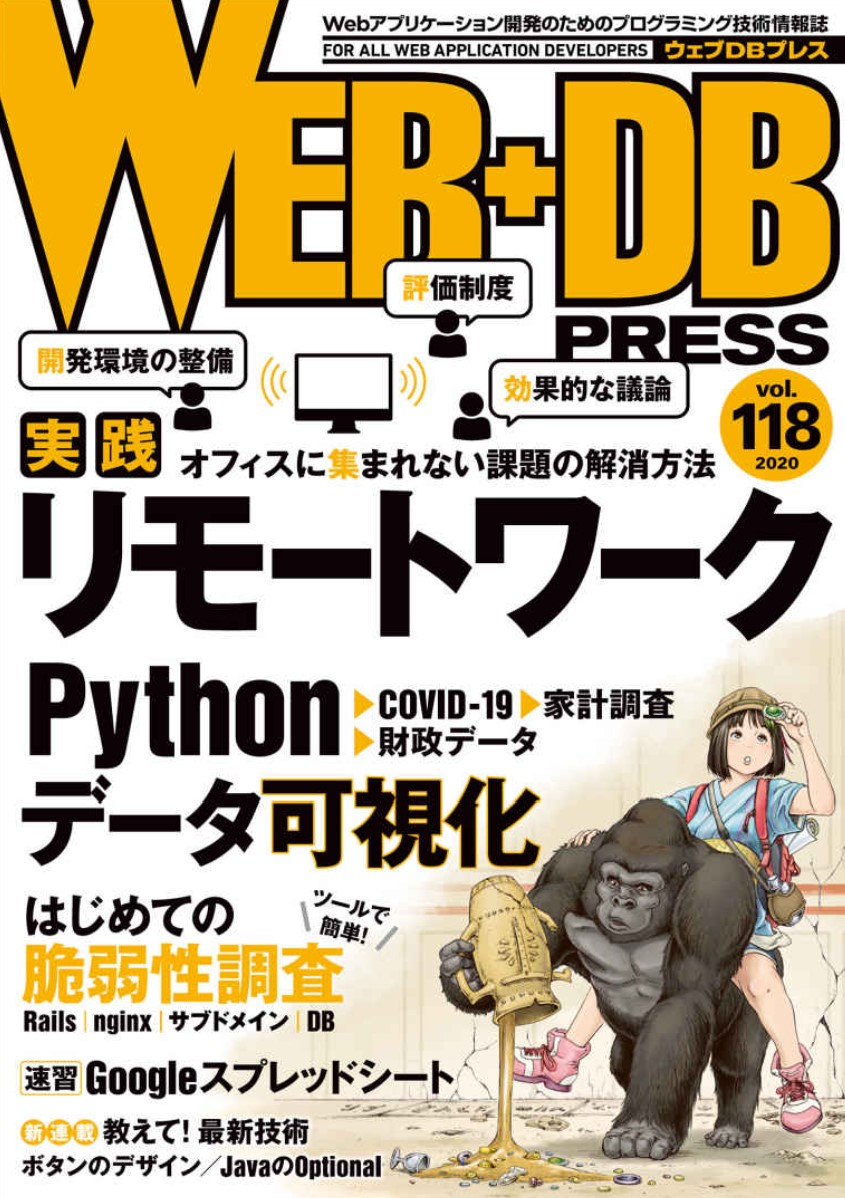 Webアプリケーション開発のためのプログラミング技術情報誌
FOR ALL WEB APPLICATION DEVELOPERS ウェブDBプレス
WEB+DB
PRESS
vol.
118
2020
評価制度
開発環境の整備
効果的な議論
実践 オフィスに集まれない課題の解消方法
リモートワーク
Python
▶COVID-19▶家計調査
▶財政データ
データ可視化
はじめての
ツールで
簡単!
脆弱性調査
Rails|nginx|サブドメイン|DB
速習 Googleスプレッドシート
新連載 教えて!最新技術
ボタンのデザイン/JavaのOptional